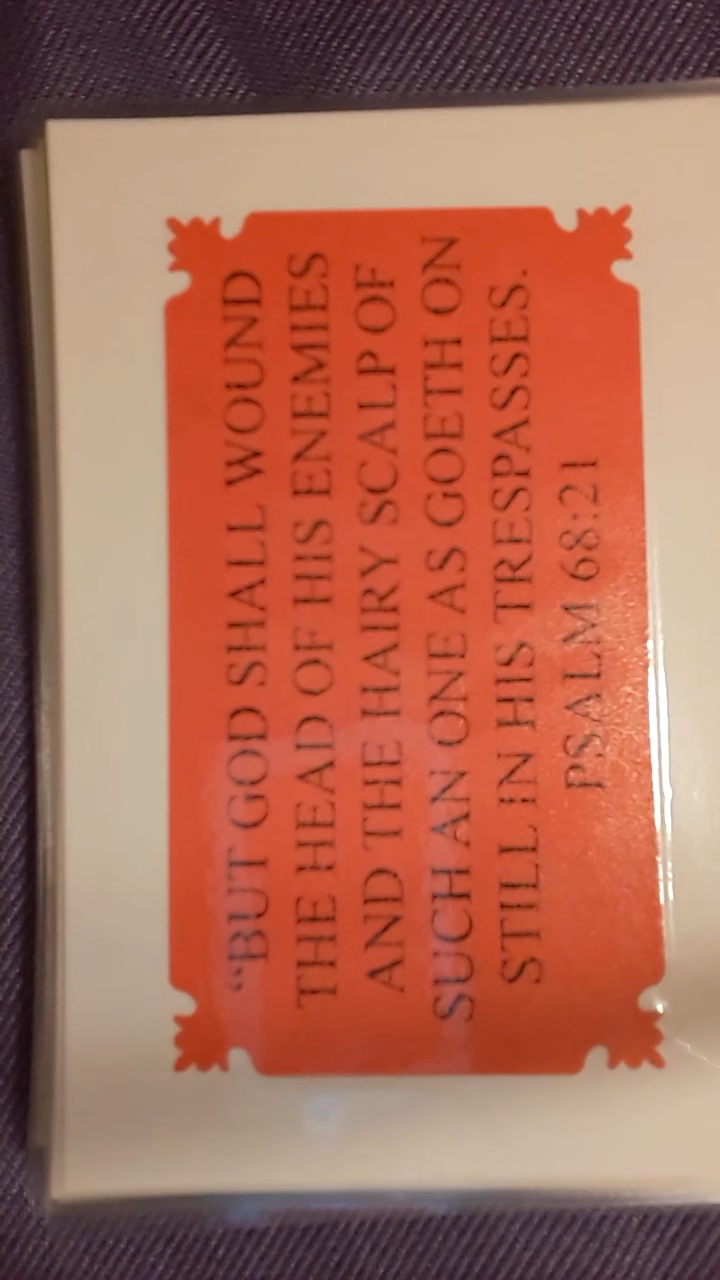 “BUT GOD SHALL WOUND
THE HEAD OF HIS ENEMIES
AND THE HAIRY SCALP OF
SUCH AN ONE AS GOETH ON
STILL IN HIS TRESPASSES.
PSALM 68:21